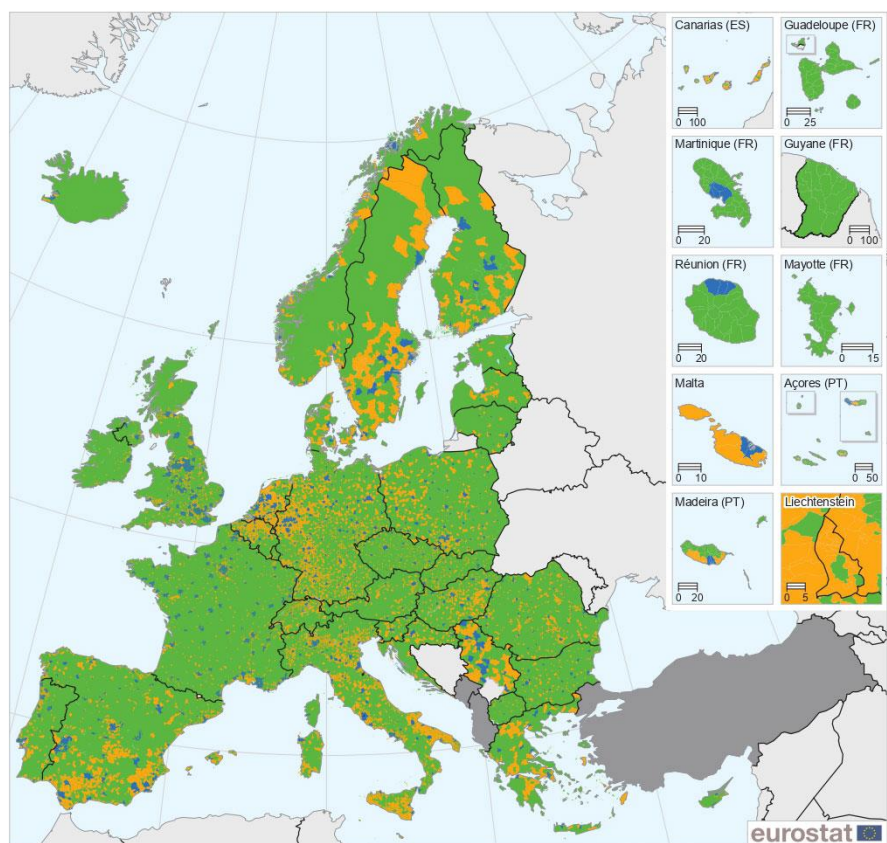 Canarias (ES)
0 100
Guadeloupe (FR)
0 25
Martinique (FR)
0 20
Guyane (FR)
0 100
Réunion (FR)
0 20
Mayotte (FR)
0 15
Malta
0 10
Açores (PT)
0 50
Madeira (PT)
0 20
Liechtenstein
0 5
eurostat